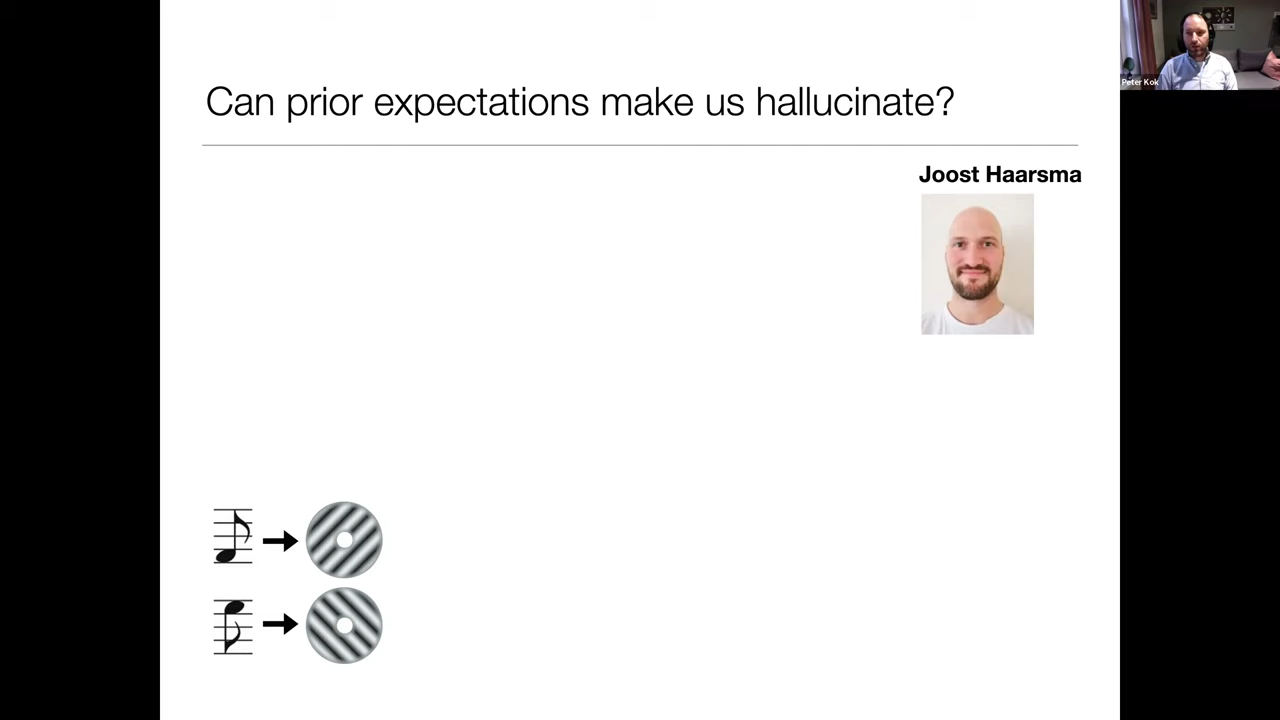 Can prior expectations make us hallucinate?
Joost Haarsma
Peter Kok